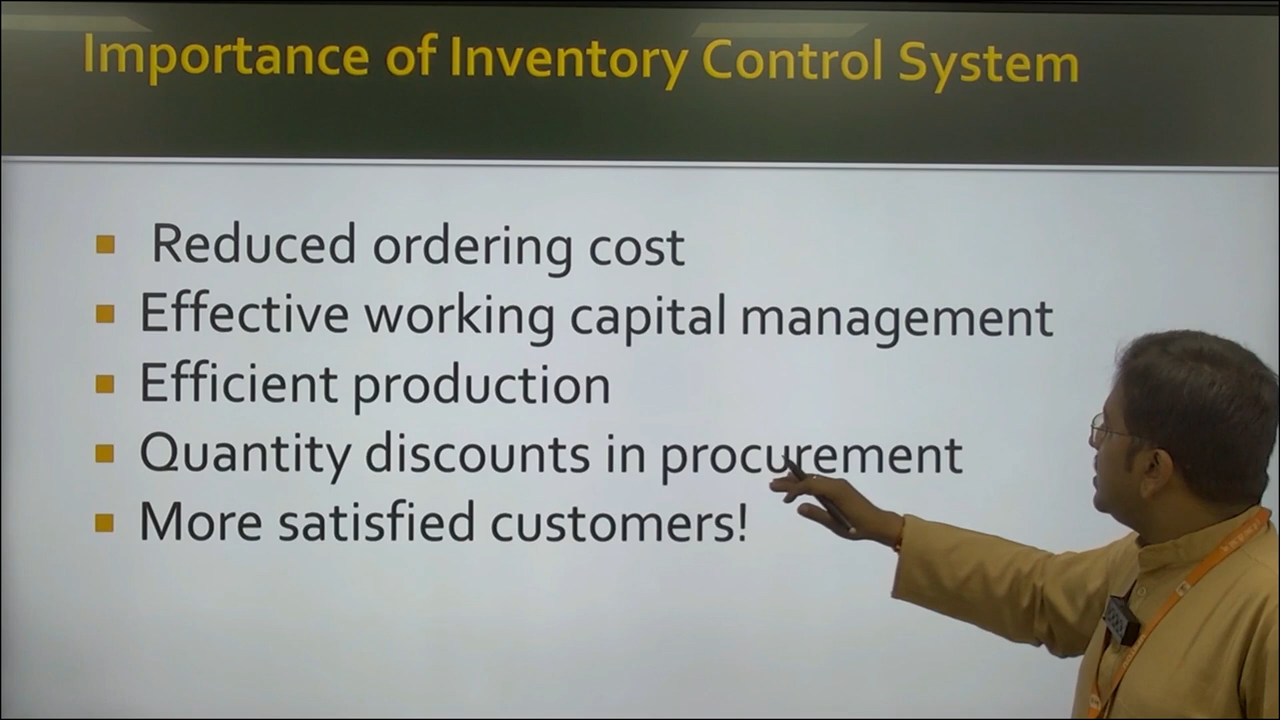 Importance of Inventory Control System
Reduced ordering cost
Effective working capital management
Efficient production
Quantity discounts in procurement
More satisfied customers!